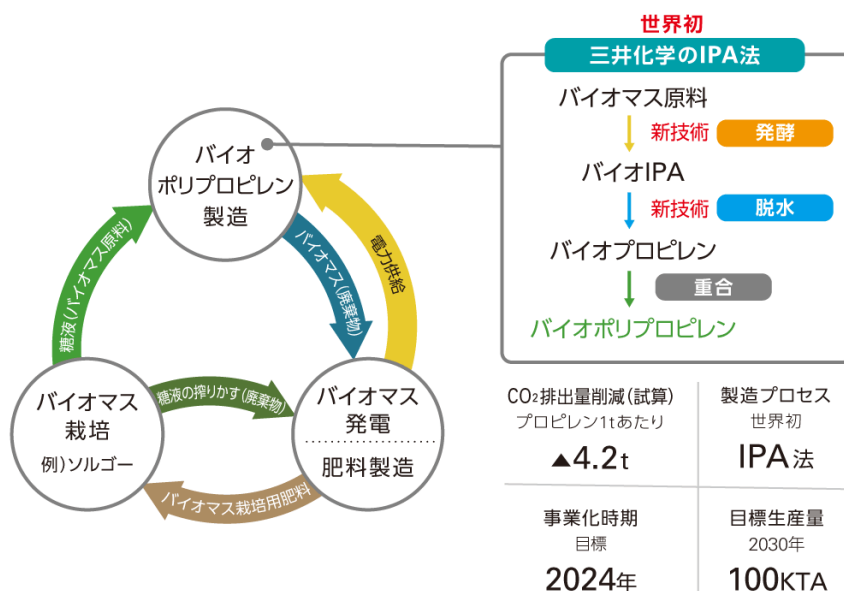 世界初
三井化学のIPA法
バイオマス原料
新技術 発酵
バイオIPA
新技術 脱水
バイオプロピレン
重合
バイオポリプロピレン
バイオ
ポリプロピレン
製造
糖液(バイオマス原料)
バイオマス(廃棄物)
電力供給
バイオマス
栽培
例)ソルゴー
糖液の搾りかす(廃棄物)
バイオマス
発電
肥料製造
バイオマス栽培用肥料
CO₂排出量削減(試算)
プロピレン1tあたり
▲4.2t
製造プロセス
世界初
IPA法
事業化時期
目標
2024年
目標生産量
2030年
100KTA